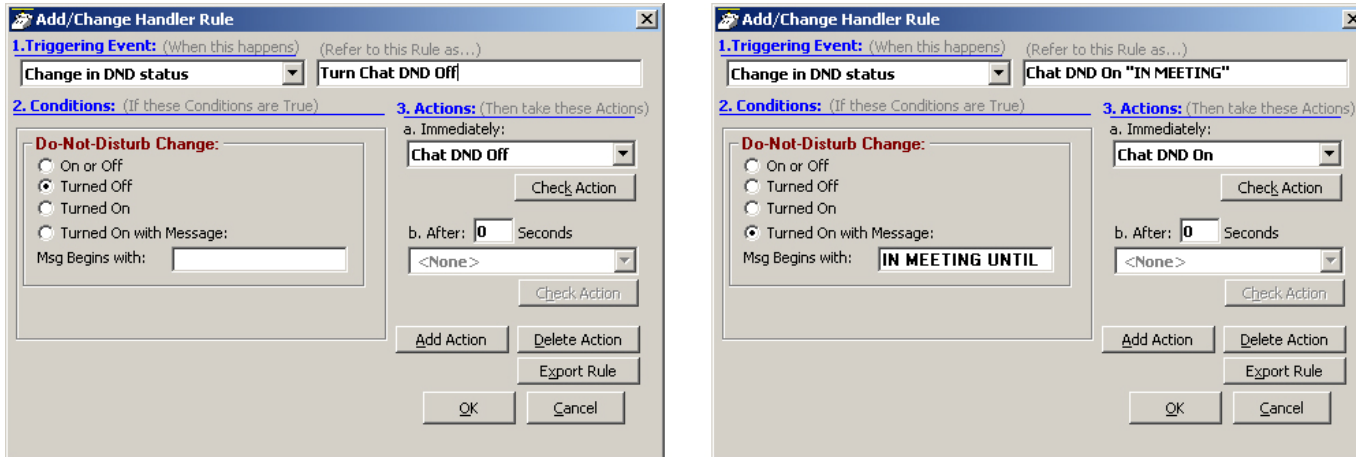 Add/Change Handler Rule
1.Triggering Event: (When this happens) (Refer to this Rule as...)
Change in DND status Turn Chat DND Off
2. Conditions: (If these Conditions are True) 3. Actions: (Then take these Actions)
a. Immediately:
Do-Not-Disturb Change:
Chat DND Off
On or Off
Turned Off
Check Action
Turned On
Turned On with Message:
b. After: 0 Seconds
Msg Begins with:
<None>
Check Action
Add Action Delete Action
Export Rule
OK Cancel
Add/Change Handler Rule
1.Triggering Event: (When this happens) (Refer to this Rule as...)
Change in DND status Chat DND On "IN MEETING"
2. Conditions: (If these Conditions are True) 3. Actions: (Then take these Actions)
a. Immediately:
Do-Not-Disturb Change:
Chat DND On
On or Off
Turned Off
Check Action
Turned On
Turned On with Message:
b. After: 0 Seconds
Msg Begins with: IN MEETING UNTIL
<None>
Check Action
Add Action Delete Action
Export Rule
OK Cancel